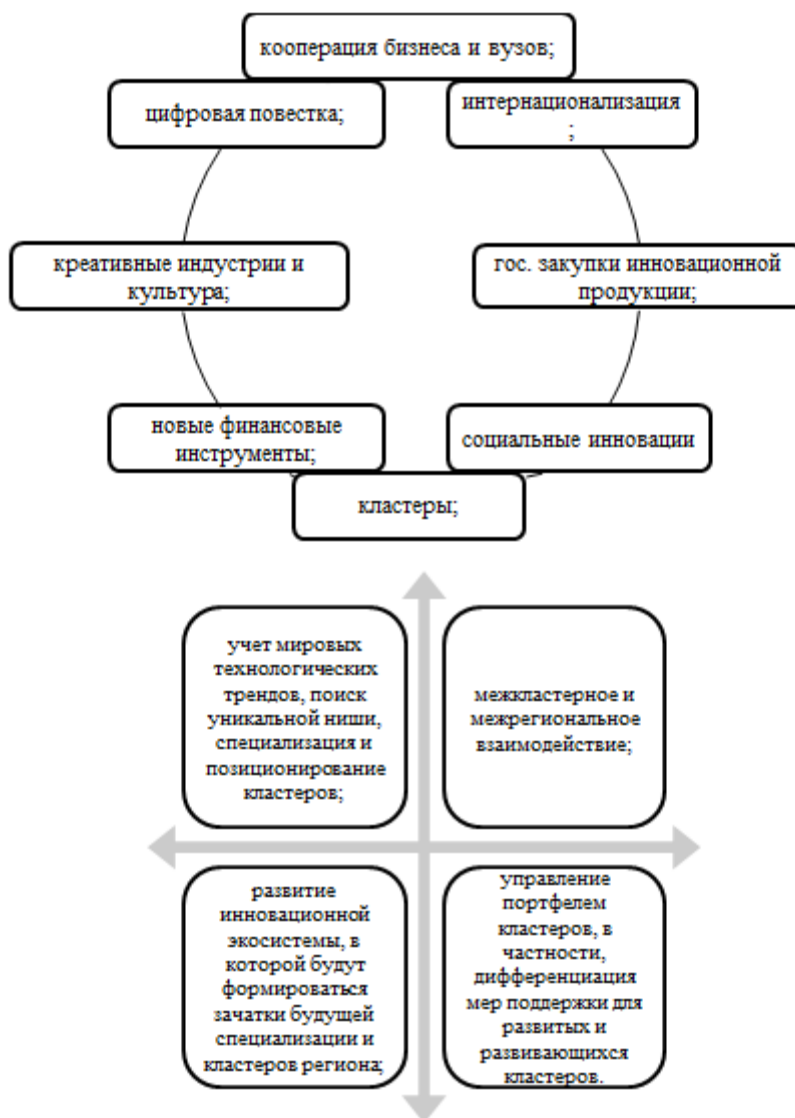 кооперация бизнеса и вузов;
цифровая повестка;
интернационализация
;
креативные индустрии и
культура;
гос. закупки инновационной
продукции;
новые финансовые
инструменты;
социальные инновации
кластеры;
учет мировых
технологических
трендов, поиск
уникальной ниши,
специализация и
позиционирование
кластеров;
межкластерное и
межрегиональное
взаимодействие;
развитие
инновационной
экосистемы, в
которой будут
формироваться
зачатки будущей
специализации и
кластеров региона;
управление
портфелем
кластеров, в
частности,
дифференциация
мер поддержки для
развитых и
развивающихся
кластеров.